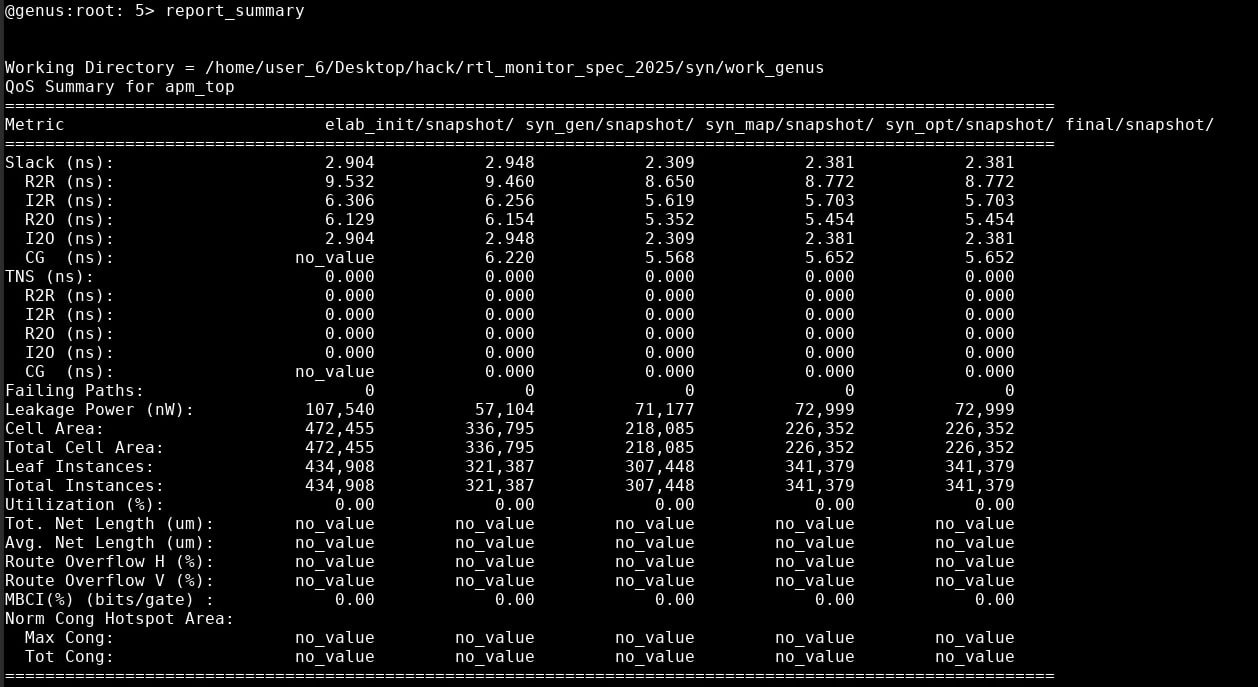 @genus:root: 5> report_summary
Working Directory = /home/user_6/Desktop/hack/rtl_monitor_spec_2025/syn/work_genus
QoS Summary for apm_top
=========================================================================================================
Metric                          elab_init/snapshot/ syn_gen/snapshot/ syn_map/snapshot/ syn_opt/snapshot/ final/snapshot/
=========================================================================================================
Slack (ns):                     2.904           2.948           2.309           2.381           2.381
  R2R (ns):                     9.532           9.460           8.650           8.772           8.772
  I2R (ns):                     6.306           6.256           5.619           5.703           5.703
  R2O (ns):                     6.129           6.154           5.352           5.454           5.454
  I2O (ns):                     2.904           2.948           2.309           2.381           2.381
  CG  (ns):                  no_value           6.220           5.568           5.652           5.652
TNS (ns):                       0.000           0.000           0.000           0.000           0.000
  R2R (ns):                     0.000           0.000           0.000           0.000           0.000
  I2R (ns):                     0.000           0.000           0.000           0.000           0.000
  R2O (ns):                     0.000           0.000           0.000           0.000           0.000
  I2O (ns):                     0.000           0.000           0.000           0.000           0.000
  CG  (ns):                  no_value           0.000           0.000           0.000           0.000
Failing Paths:                      0               0               0               0               0
Leakage Power (nW):           107,540          57,104          71,177          72,999          72,999
Cell Area:                    472,455         336,795         218,085         226,352         226,352
Total Cell Area:              472,455         336,795         218,085         226,352         226,352
Leaf Instances:               434,908         321,387         307,448         341,379         341,379
Total Instances:              434,908         321,387         307,448         341,379         341,379
Utilization (%):                 0.00            0.00            0.00            0.00            0.00
Tot. Net Length (um):        no_value        no_value        no_value        no_value        no_value
Avg. Net Length (um):        no_value        no_value        no_value        no_value        no_value
Route Overflow H (%):        no_value        no_value        no_value        no_value        no_value
Route Overflow V (%):        no_value        no_value        no_value        no_value        no_value
MBCI(%) (bits/gate) :            0.00            0.00            0.00            0.00            0.00
Norm Cong Hotspot Area:
  Max Cong:                  no_value        no_value        no_value        no_value        no_value
  Tot Cong:                  no_value        no_value        no_value        no_value        no_value
=========================================================================================================